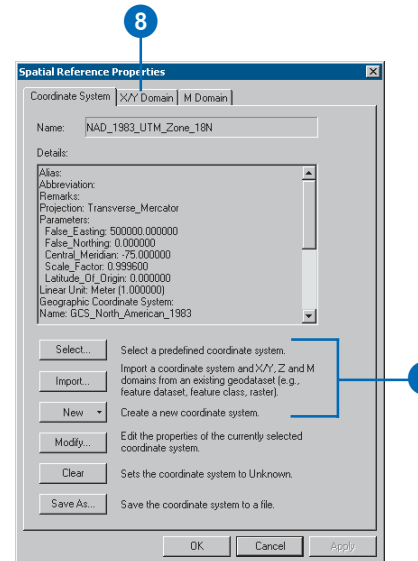 8
Spatial Reference Properties
Coordinate System X/Y Domain M Domain
Name: NAD_1983_UTM_Zone_18N
Details:
Alias:
Abbreviation:
Remarks:
Projection: Transverse_Mercator
Parameters:
False_Easting: 500000.000000
False_Northing: 0.000000
Central_Meridian: -75.000000
Scale_Factor: 0.999600
Latitude_Of_Origin: 0.000000
Linear Unit: Meter (1.000000)
Geographic Coordinate System:
Name: GCS_North_American_1983
Select... Select a predefined coordinate system.
Import... Import a coordinate system and X/Y, Z and M
domains from an existing geodataset (e.g.,
feature dataset, feature class, raster).
New Create a new coordinate system.
Modify... Edit the properties of the currently selected
coordinate system.
Clear Sets the coordinate system to Unknown.
Save As... Save the coordinate system to a file.
OK Cancel Apply